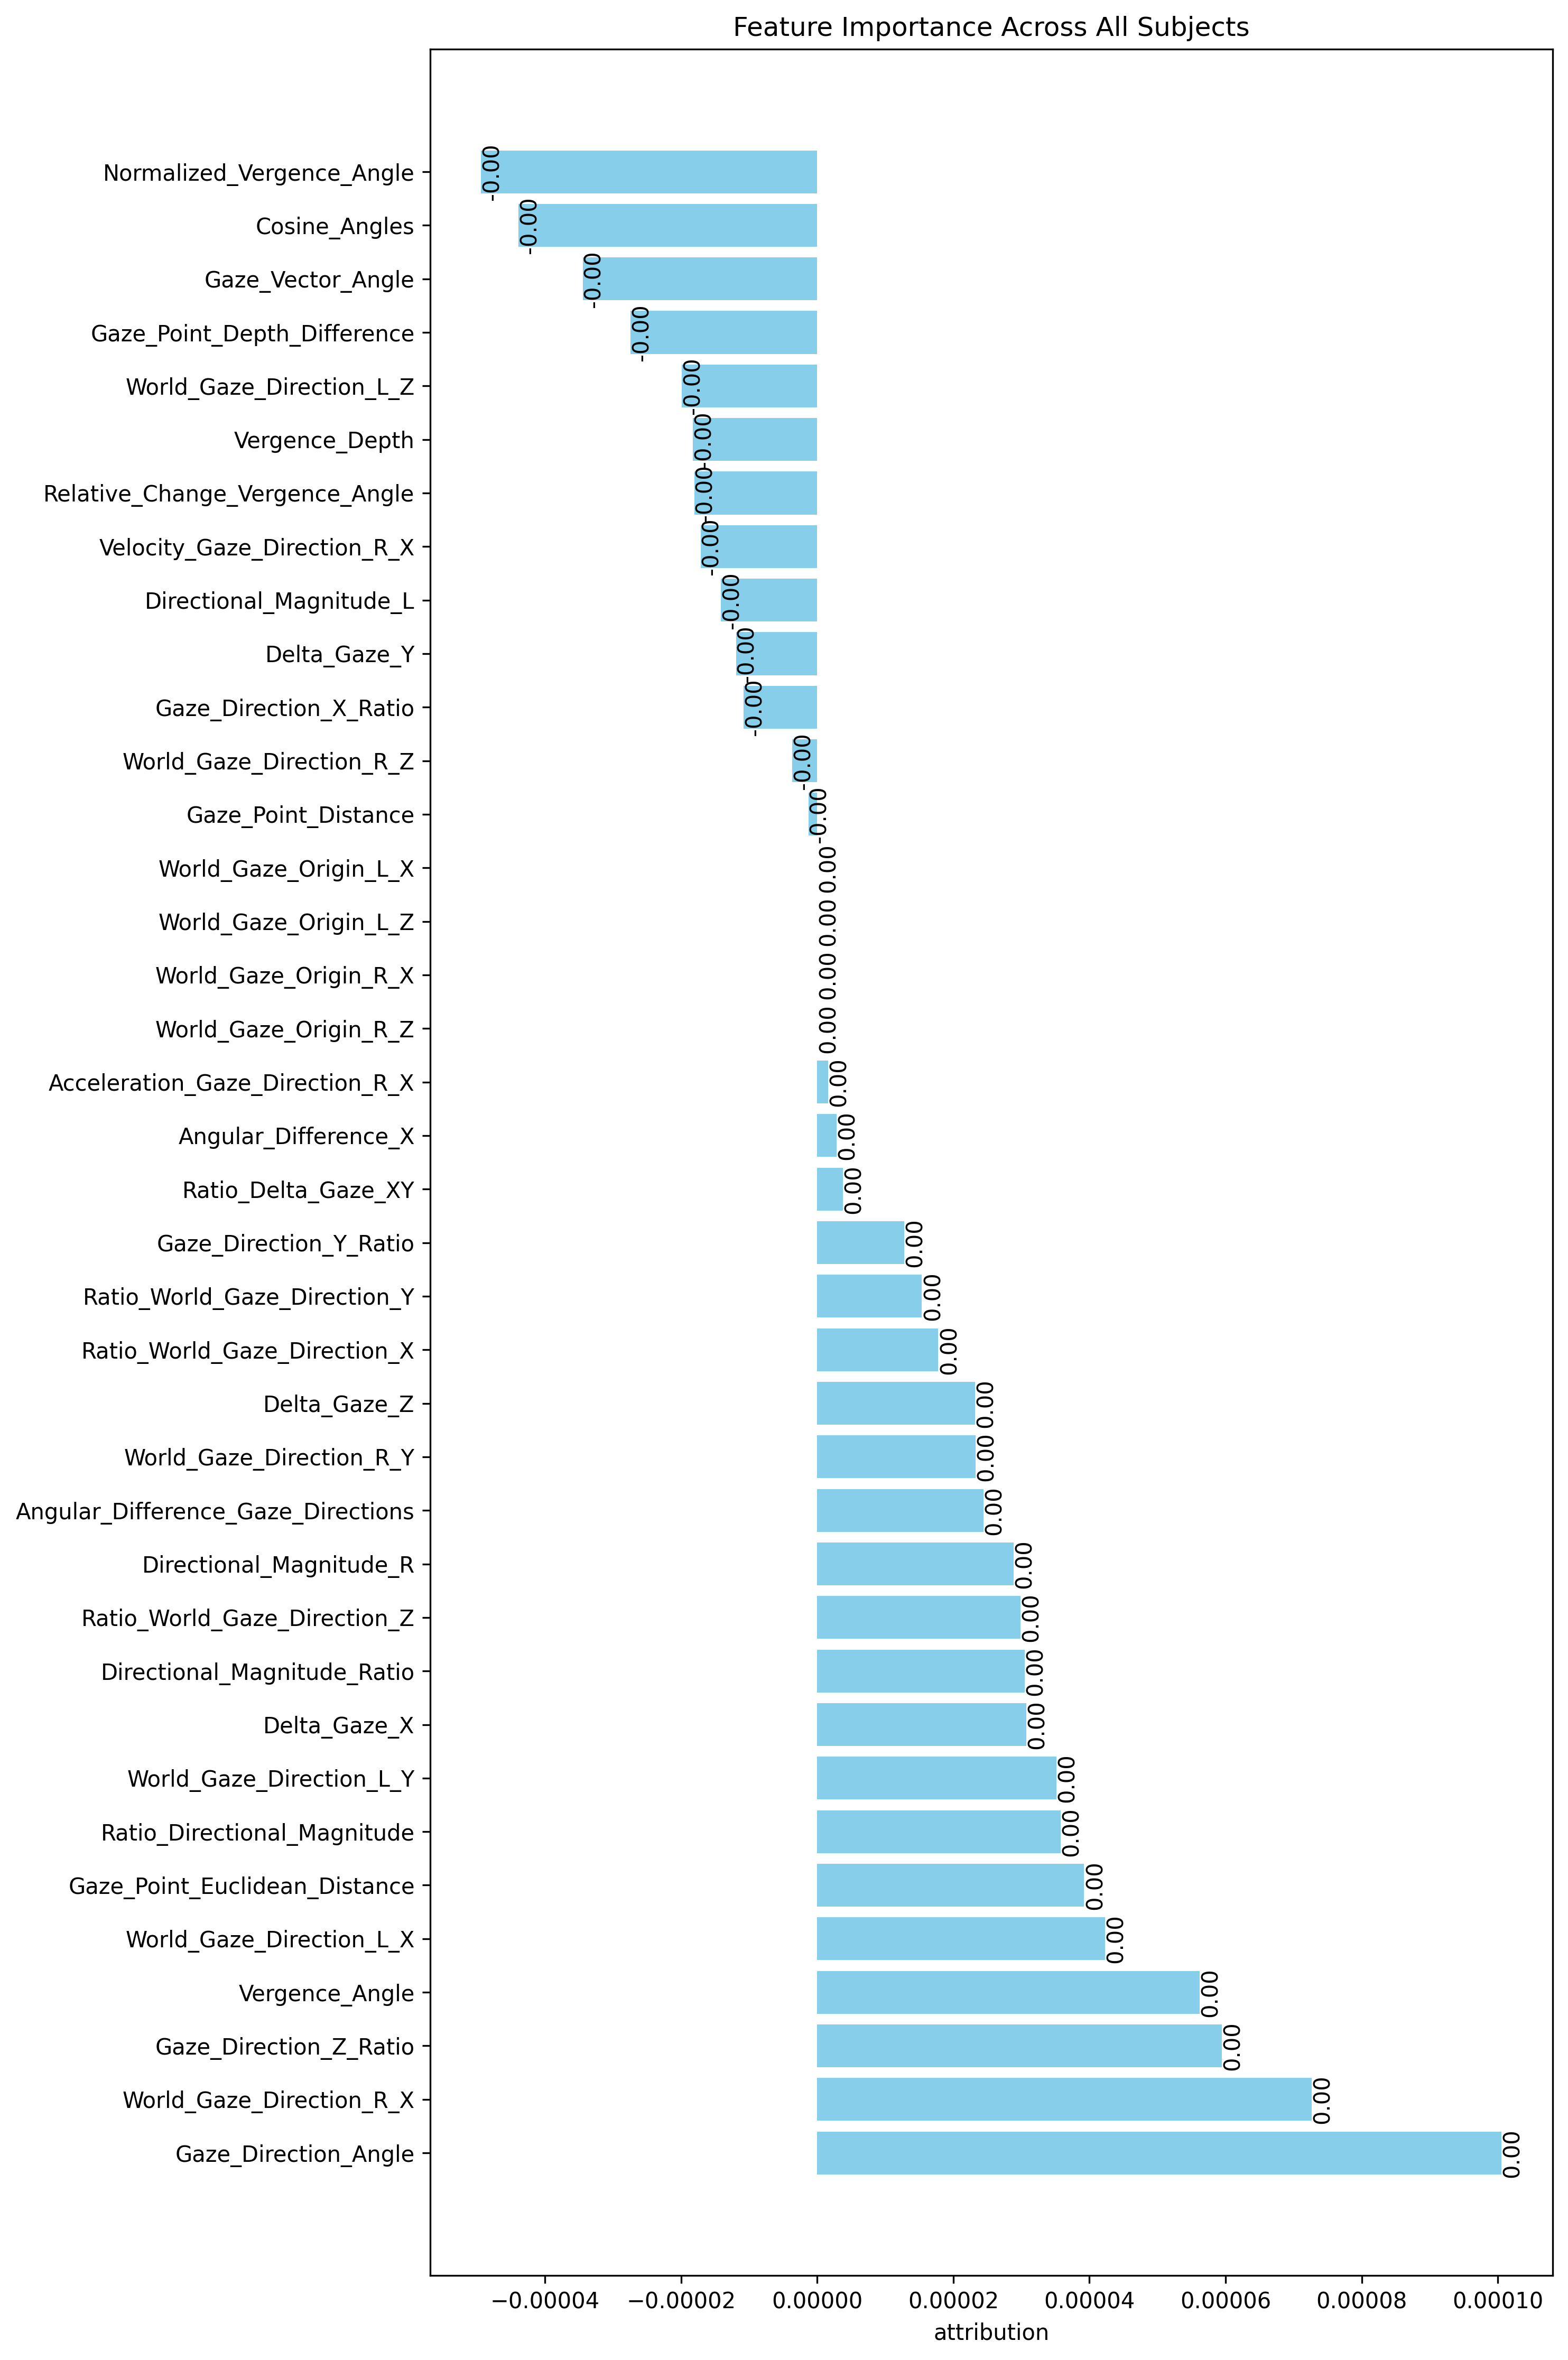 Feature Importance Across All Subjects
Normalized_Vergence_Angle
-0.00
Cosine_Angles
-0.00
Gaze_Vector_Angle
-0.00
Gaze_Point_Depth_Difference
-0.00
World_Gaze_Direction_L_Z
-0.00
Vergence_Depth
-0.00
Relative_Change_Vergence_Angle
-0.00
Velocity_Gaze_Direction_R_X
-0.00
Directional_Magnitude_L
-0.00
Delta_Gaze_Y
-0.00
Gaze_Direction_X_Ratio
-0.00
World_Gaze_Direction_R_Z
-0.00
Gaze_Point_Distance
-0.00
World_Gaze_Origin_L_X
0.00
World_Gaze_Origin_L_Z
0.00
World_Gaze_Origin_R_X
0.00
World_Gaze_Origin_R_Z
0.00
Acceleration_Gaze_Direction_R_X
0.00
Angular_Difference_X
0.00
Ratio_Delta_Gaze_XY
0.00
Gaze_Direction_Y_Ratio
0.00
Ratio_World_Gaze_Direction_Y
0.00
Ratio_World_Gaze_Direction_X
0.00
Delta_Gaze_Z
0.00
World_Gaze_Direction_R_Y
0.00
Angular_Difference_Gaze_Directions
0.00
Directional_Magnitude_R
0.00
Ratio_World_Gaze_Direction_Z
0.00
Directional_Magnitude_Ratio
0.00
Delta_Gaze_X
0.00
World_Gaze_Direction_L_Y
0.00
Ratio_Directional_Magnitude
0.00
Gaze_Point_Euclidean_Distance
0.00
World_Gaze_Direction_L_X
0.00
Vergence_Angle
0.00
Gaze_Direction_Z_Ratio
0.00
World_Gaze_Direction_R_X
0.00
Gaze_Direction_Angle
0.00
−0.00004 −0.00002 0.00000 0.00002 0.00004 0.00006 0.00008 0.00010
attribution